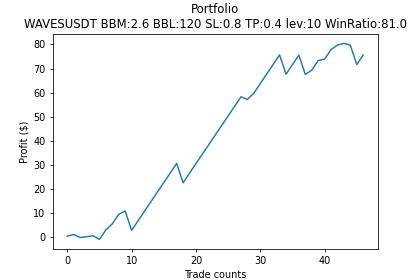 Portfolio
WAVESUSDT BBM:2.6 BBL:120 SL:0.8 TP:0.4 lev:10 WinRatio:81.0
80
70
60
50
40
30
20
10
0
Profit ($)
0 10 20 30 40
Trade counts